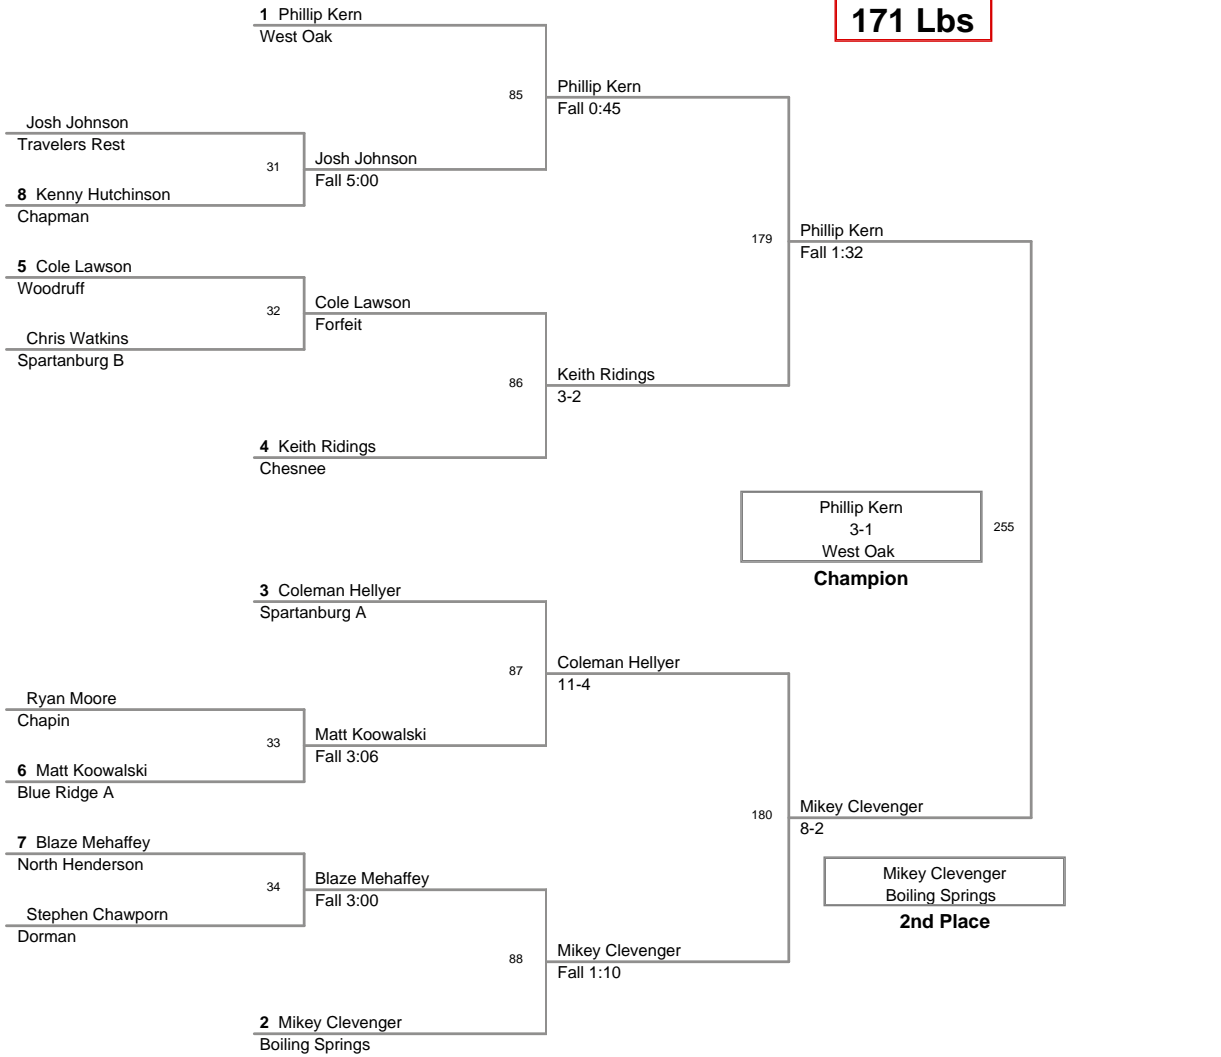 171 Lbs
1 Phillip Kern
West Oak
85
Phillip Kern
Fall 0:45
Josh Johnson
Travelers Rest
31
Josh Johnson
Fall 5:00
8 Kenny Hutchinson
Chapman
179
Phillip Kern
Fall 1:32
5 Cole Lawson
Woodruff
32
Cole Lawson
Forfeit
Chris Watkins
Spartanburg B
86
Keith Ridings
3-2
4 Keith Ridings
Chesnee
Phillip Kern
3-1
West Oak
255
Champion
3 Coleman Hellyer
Spartanburg A
87
Coleman Hellyer
11-4
Ryan Moore
Chapin
33
Matt Koowalski
Fall 3:06
6 Matt Koowalski
Blue Ridge A
180
Mikey Clevenger
8-2
7 Blaze Mehaffey
North Henderson
34
Blaze Mehaffey
Fall 3:00
Mikey Clevenger
Boiling Springs
2nd Place
Stephen Chawporn
Dorman
88
Mikey Clevenger
Fall 1:10
2 Mikey Clevenger
Boiling Springs